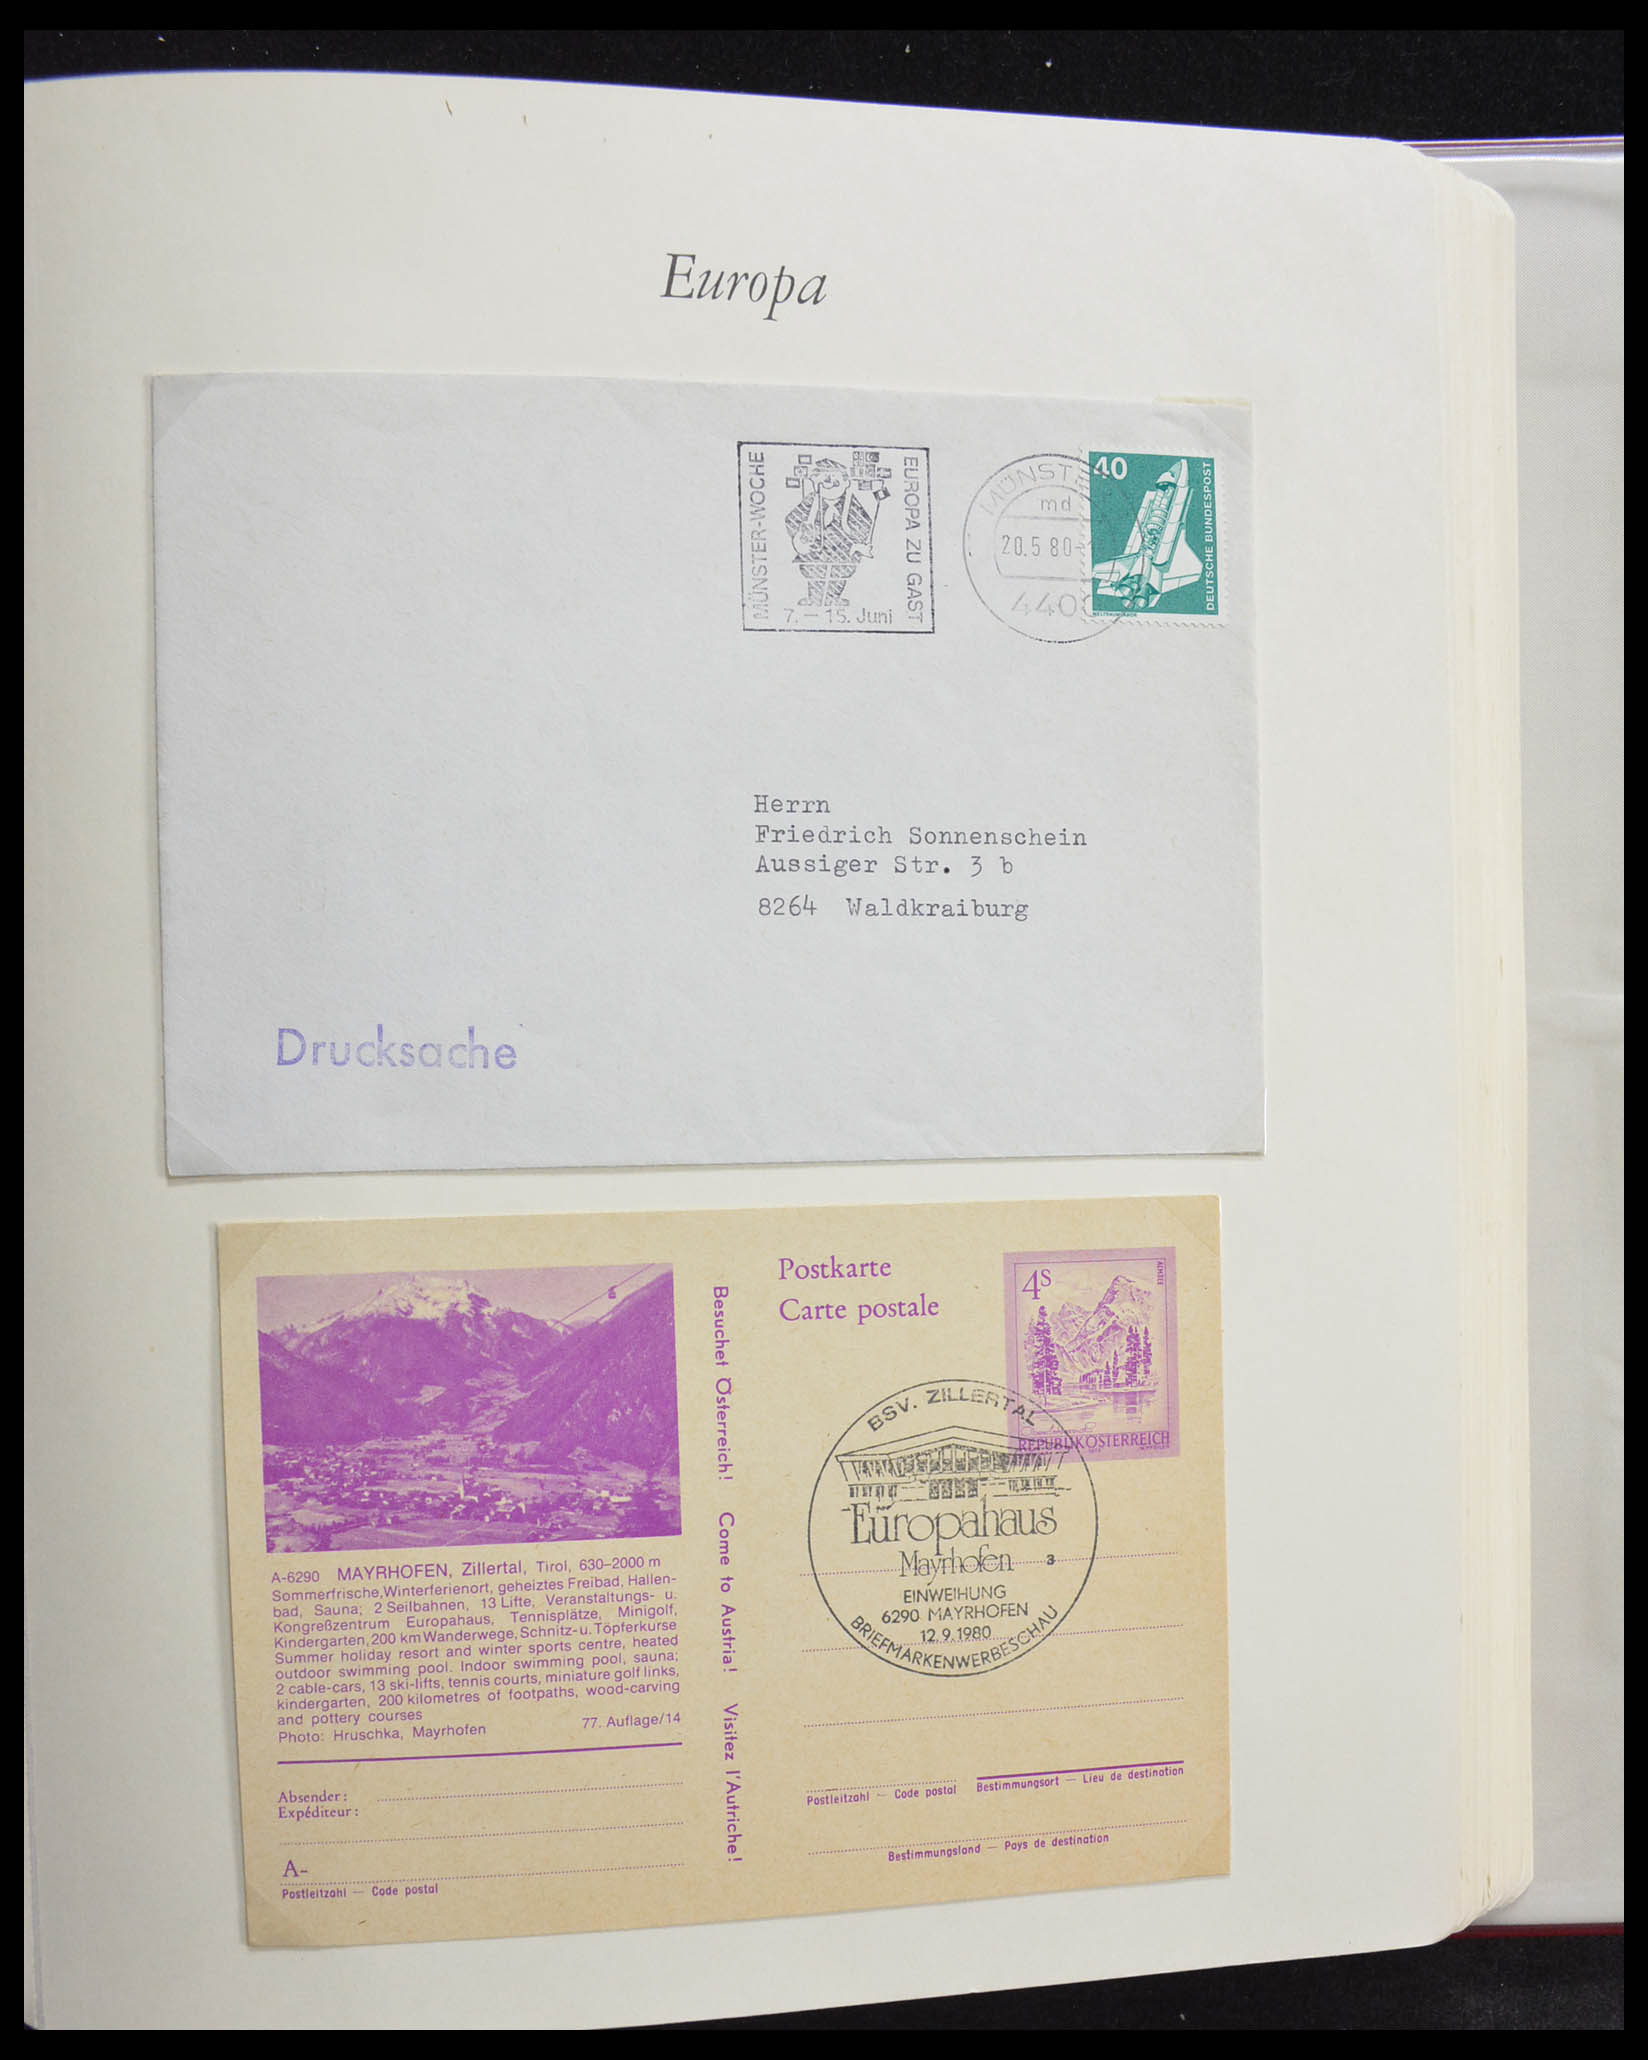 Europa
MÜNSTER-WOCHE
EUROPA ZU GAST
7.-15. Juni
md
20.5 80
40
DEUTSCHE BUNDESPOST
Herrn
Friedrich Sonnenschein
Aussiger Str. 3 b
8264 Waldkraiburg
Drucksache
Postkarte
Carte postale
4S
REPUBLIK ÖSTERREICH
Besuchet Österreich! Come to Austria! Visitez l'Autriche!
BSV. ZILLERTAL
Europahaus
Mayrhofen 3
EINWEIHUNG
6290 MAYRHOFEN
12.9.1980
BRIEFMARKENWERBESCHAU
A-6290 MAYRHOFEN, Zillertal, Tirol, 630–2000 m
Sommerfrische,Winterferienort, geheiztes Freibad, Hallen-
bad, Sauna; 2 Seilbahnen, 13 Lifte, Veranstaltungs- u.
Kongreßzentrum Europahaus, Tennisplätze, Minigolf,
Kindergarten, 200 km Wanderwege, Schnitz- u. Töpferkurse
Summer holiday resort and winter sports centre, heated
outdoor swimming pool. Indoor swimming pool, sauna;
2 cable-cars, 13 ski-lifts, tennis courts, miniature golf links,
kindergarten, 200 kilometres of footpaths, wood-carving
and pottery courses
77. Auflage/14
Photo: Hruschka, Mayrhofen
Absender:
Expéditeur:
A-
Postleitzahl — Code postal
Postleitzahl — Code postal
Bestimmungsort — Lieu de destination
Bestimmungsland — Pays de destination